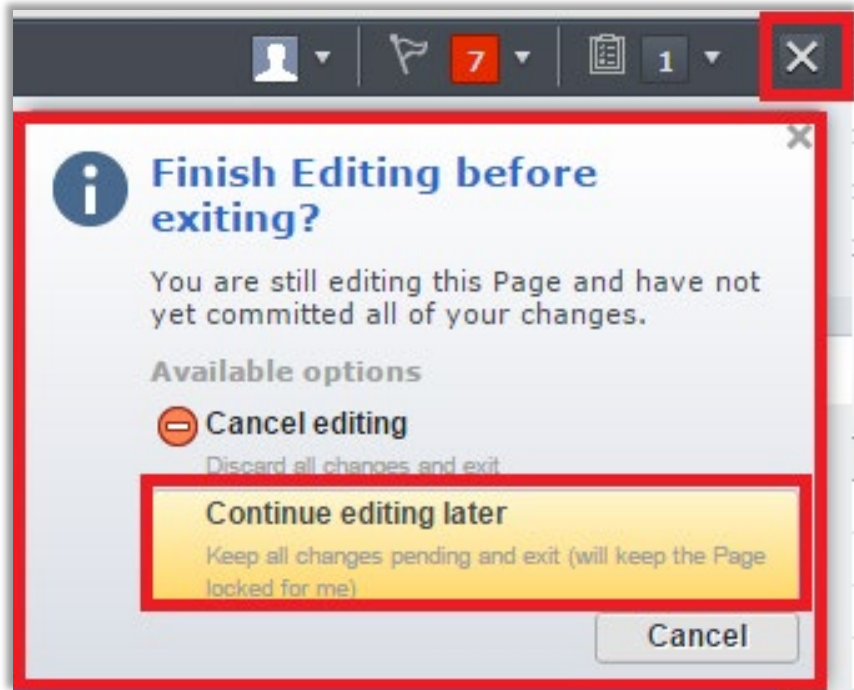 7
1
Finish Editing before
exiting?
You are still editing this Page and have not
yet committed all of your changes.
Available options
Cancel editing
Discard all changes and exit
Continue editing later
Keep all changes pending and exit (will keep the Page
locked for me)
Cancel